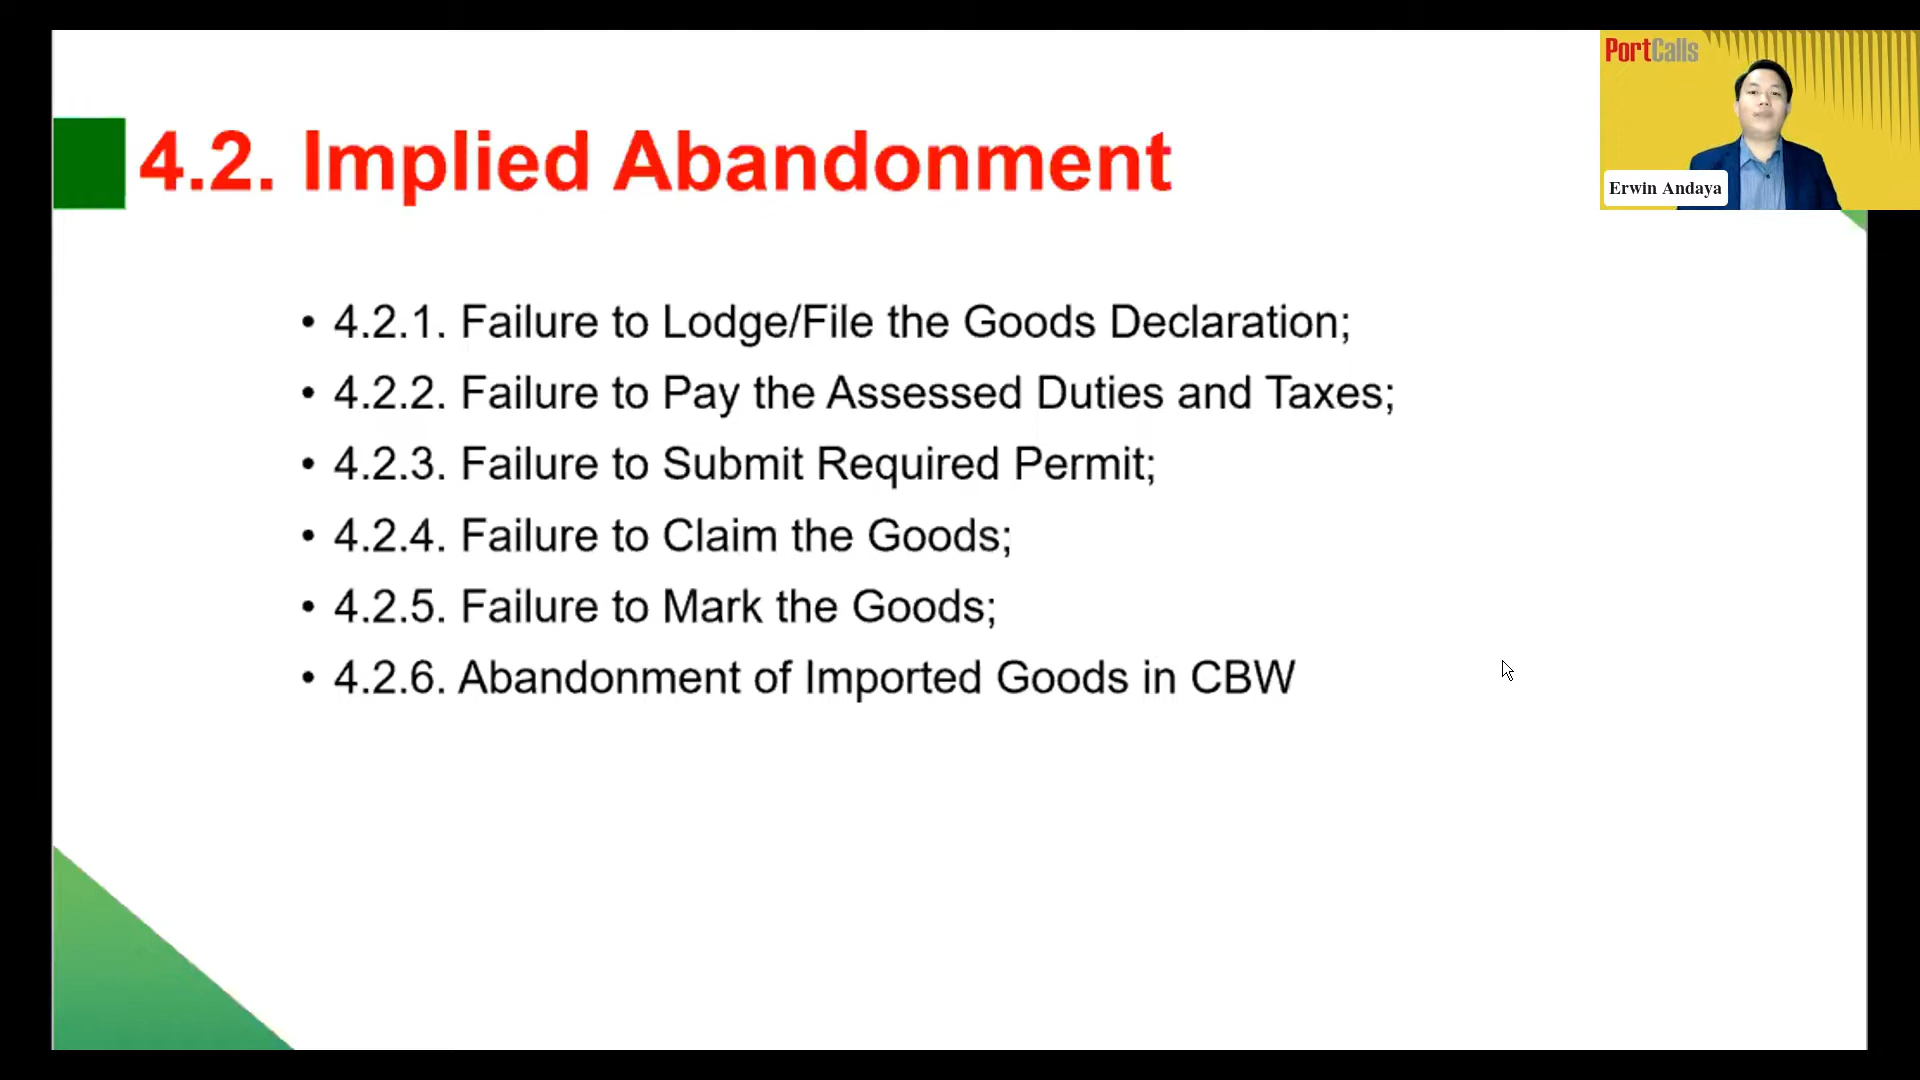 PortCalls
Erwin Andaya
4.2. Implied Abandonment
• 4.2.1. Failure to Lodge/File the Goods Declaration;
• 4.2.2. Failure to Pay the Assessed Duties and Taxes;
• 4.2.3. Failure to Submit Required Permit;
• 4.2.4. Failure to Claim the Goods;
• 4.2.5. Failure to Mark the Goods;
• 4.2.6. Abandonment of Imported Goods in CBW